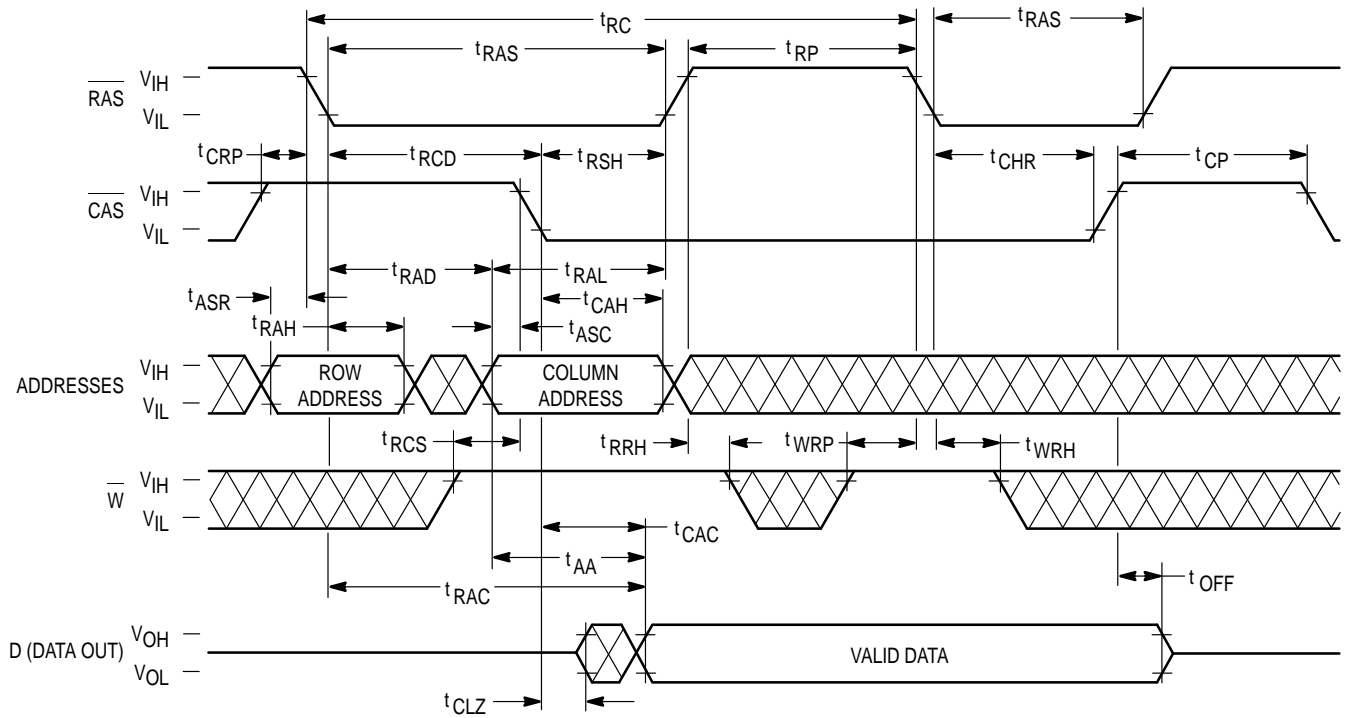 tRC
tRAS
tRAS
tRP
RAS
VIH
VIL
tCRP
tRCD
tRSH
tCHR
tCP
CAS
VIH
VIL
tRAD
tRAL
tASR
tCAH
tRAH
tASC
ADDRESSES
VIH
VIL
ROW
ADDRESS
COLUMN
ADDRESS
tRCS
tRRH
tWRP
tWRH
W
VIH
VIL
tCAC
tAA
tRAC
tOFF
D (DATA OUT)
VOH
VOL
VALID DATA
tCLZ